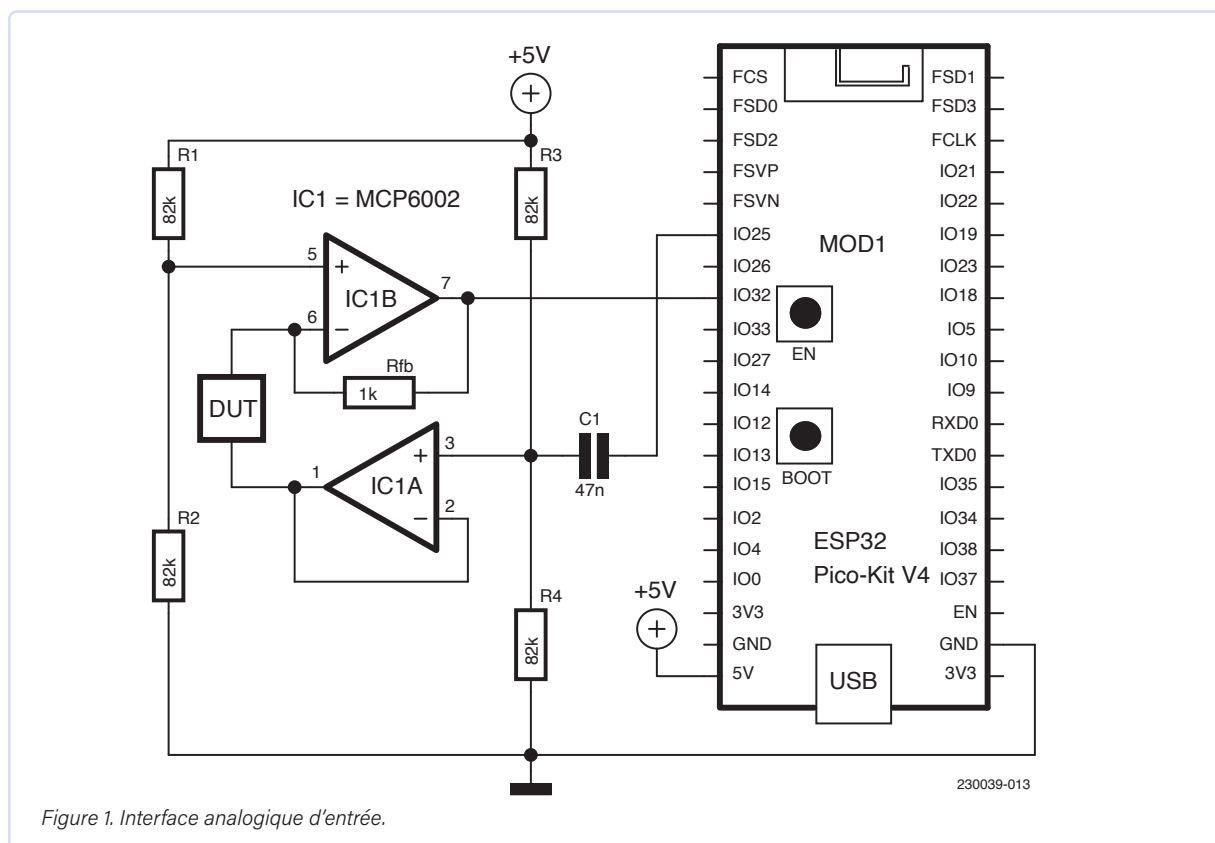 +5V
R1
82k
R3
82k
IC1 = MCP6002
5
+
IC1B
7
6
−
Rfb
1k
DUT
3
+
1
IC1A
2
−
C1
47n
R2
82k
R4
82k
+5V
MOD1
EN
BOOT
ESP32
Pico-Kit V4
USB
FCS
FSD0
FSD2
FSVP
FSVN
IO25
IO26
IO32
IO33
IO27
IO14
IO12
IO13
IO15
IO2
IO4
IO0
3V3
GND
5V
FSD1
FSD3
FCLK
IO21
IO22
IO19
IO23
IO18
IO5
IO10
IO9
RXD0
TXD0
IO35
IO34
IO38
IO37
EN
GND
3V3
230039-013
Figure 1. Interface analogique d’entrée.